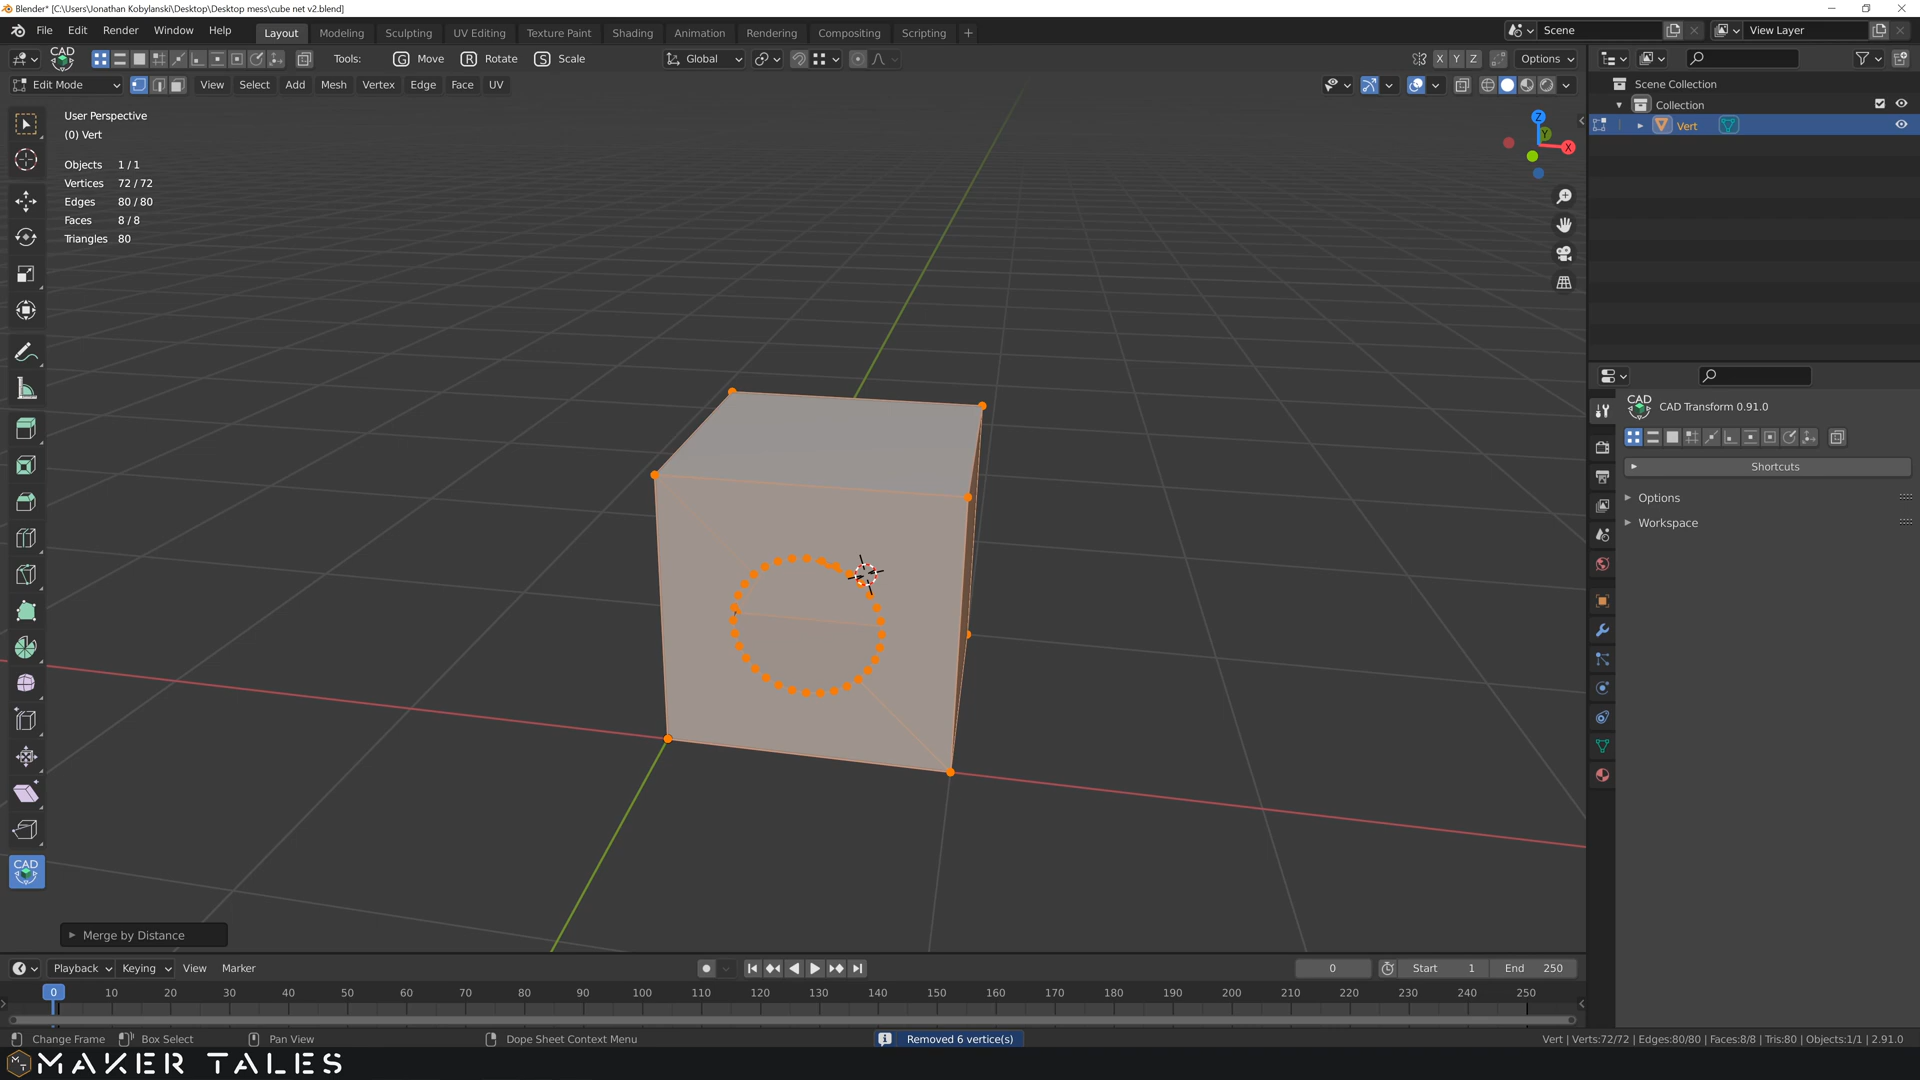 Blender* [C:\Users\Jonathan Kobylanski\Desktop\Desktop mess\cube net v2.blend]
File Edit Render Window Help Layout Modeling Sculpting UV Editing Texture Paint Shading Animation Rendering Compositing Scripting + Scene View Layer
CAD Tools: G Move R Rotate S Scale Global X Y Z Options
Edit Mode View Select Add Mesh Vertex Edge Face UV
Scene Collection
Collection
Vert
User Perspective
(0) Vert
Objects 1 / 1
Vertices 72 / 72
Edges 80 / 80
Faces 8 / 8
Triangles 80
Z
Y
X
CAD CAD Transform 0.91.0
Shortcuts
Options
Workspace
CAD
Merge by Distance
Playback Keying View Marker 0 Start 1 End 250
0 10 20 30 40 50 60 70 80 90 100 110 120 130 140 150 160 170 180 190 200 210 220 230 240 250
Change Frame Box Select Pan View Dope Sheet Context Menu Removed 6 vertice(s) Vert | Verts:72/72 | Edges:80/80 | Faces:8/8 | Tris:80 | Objects:1/1 | 2.91.0
MT MAKER TALES